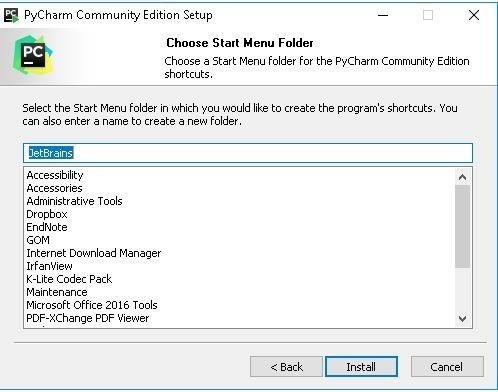 PyCharm Community Edition Setup
PC
Choose Start Menu Folder
Choose a Start Menu folder for the PyCharm Community Edition
shortcuts.
Select the Start Menu folder in which you would like to create the program's shortcuts. You
can also enter a name to create a new folder.
JetBrains
Accessibility
Accessories
Administrative Tools
Dropbox
EndNote
GOM
Internet Download Manager
IrfanView
K-Lite Codec Pack
Maintenance
Microsoft Office 2016 Tools
PDF-XChange PDF Viewer
< Back
Install
Cancel